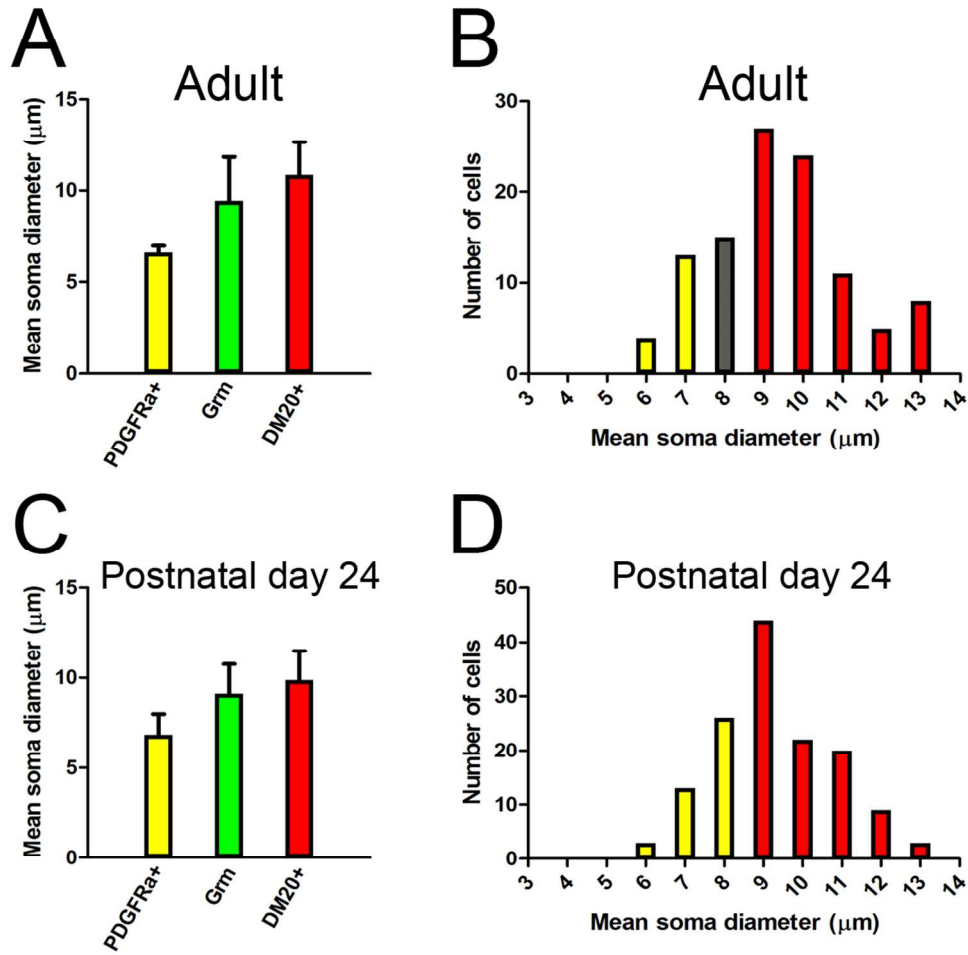 A
Adult
Mean soma diameter (μm)
15
10
5
0
PDGFRa+
Grm
DM20+
B
Adult
Number of cells
30
20
10
0
3 4 5 6 7 8 9 10 11 12 13 14
Mean soma diameter (μm)
C
Postnatal day 24
Mean soma diameter (μm)
15
10
5
0
PDGFRa+
Grm
DM20+
D
Postnatal day 24
Number of cells
50
40
30
20
10
0
3 4 5 6 7 8 9 10 11 12 13 14
Mean soma diameter (μm)